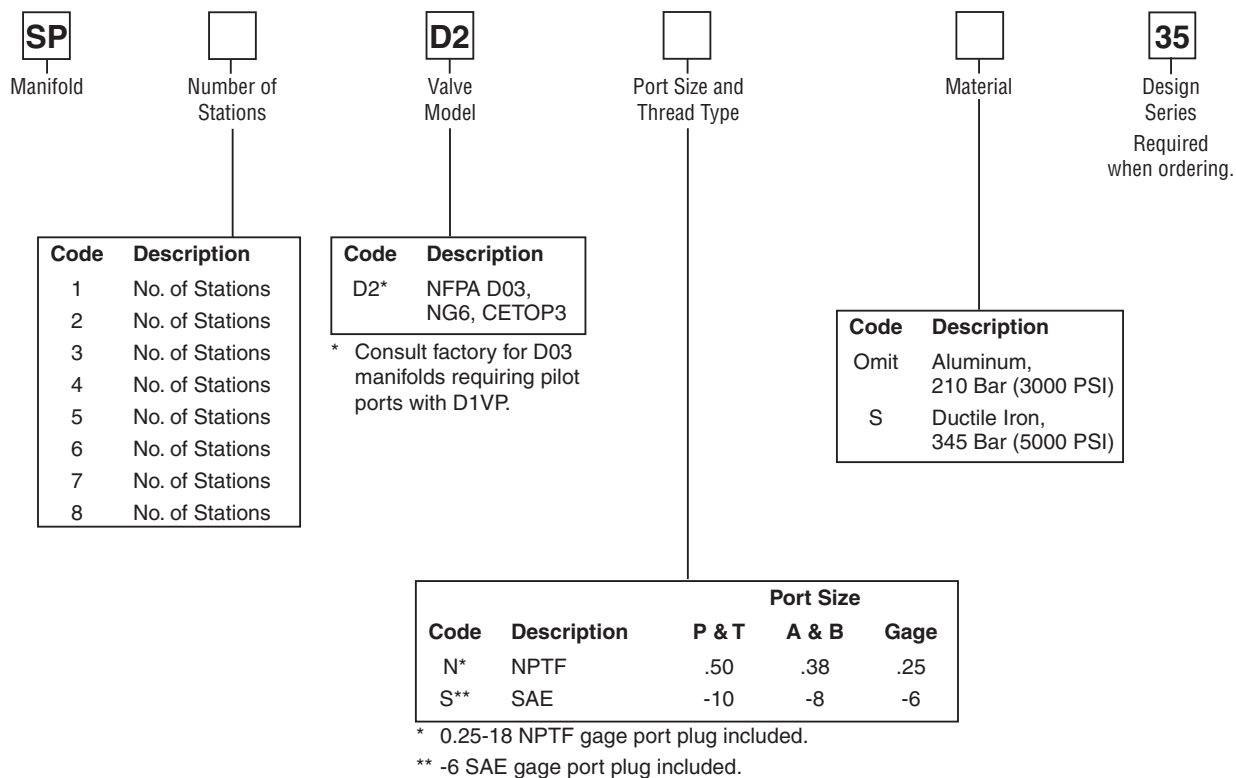 SP
D2
35
Manifold
Number of
Stations
Valve
Model
Port Size and
Thread Type
Material
Design
Series
Required
when ordering.
Code Description
1 No. of Stations
2 No. of Stations
3 No. of Stations
4 No. of Stations
5 No. of Stations
6 No. of Stations
7 No. of Stations
8 No. of Stations
Code Description
D2* NFPA D03,
NG6, CETOP3
* Consult factory for D03
manifolds requiring pilot
ports with D1VP.
Code Description
Omit Aluminum,
210 Bar (3000 PSI)
S Ductile Iron,
345 Bar (5000 PSI)
Port Size
Code Description P & T A & B Gage
N* NPTF .50 .38 .25
S** SAE -10 -8 -6
* 0.25-18 NPTF gage port plug included.
** -6 SAE gage port plug included.